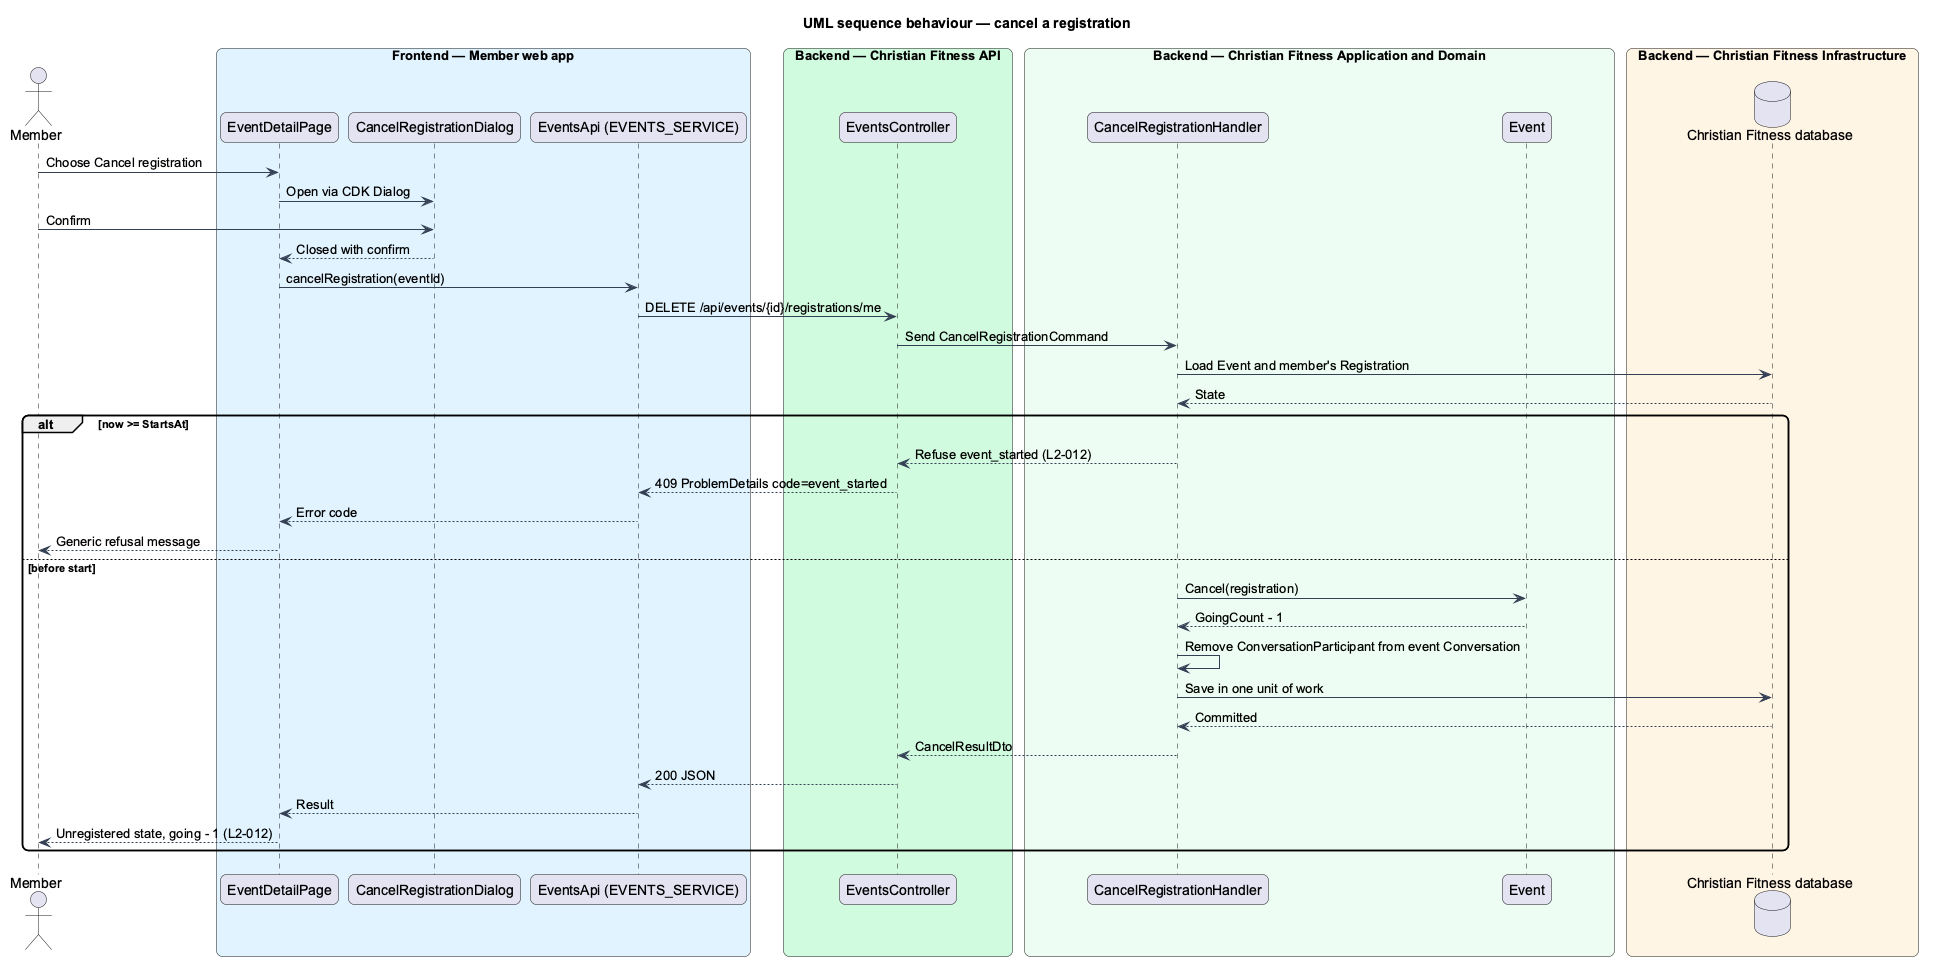 UML sequence behaviour — cancel a registration
Frontend — Member web app
Backend — Christian Fitness API
Backend — Christian Fitness Application and Domain
Backend — Christian Fitness Infrastructure
Member
EventDetailPage
CancelRegistrationDialog
EventsApi (EVENTS_SERVICE)
EventsController
CancelRegistrationHandler
Event
Christian Fitness database
Choose Cancel registration
Open via CDK Dialog
Confirm
Closed with confirm
cancelRegistration(eventId)
DELETE /api/events/{id}/registrations/me
Send CancelRegistrationCommand
Load Event and member's Registration
State
alt
[now >= StartsAt]
Refuse event_started (L2-012)
409 ProblemDetails code=event_started
Error code
Generic refusal message
[before start]
Cancel(registration)
GoingCount - 1
Remove ConversationParticipant from event Conversation
Save in one unit of work
Committed
CancelResultDto
200 JSON
Result
Unregistered state, going - 1 (L2-012)
Member
EventDetailPage
CancelRegistrationDialog
EventsApi (EVENTS_SERVICE)
EventsController
CancelRegistrationHandler
Event
Christian Fitness database